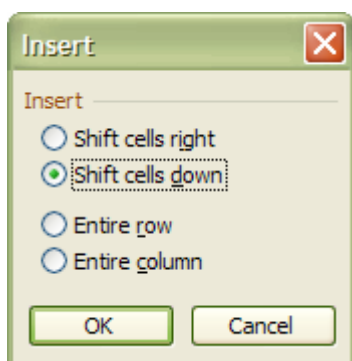 Insert
Insert
Shift cells right
Shift cells down
Entire row
Entire column
OK Cancel